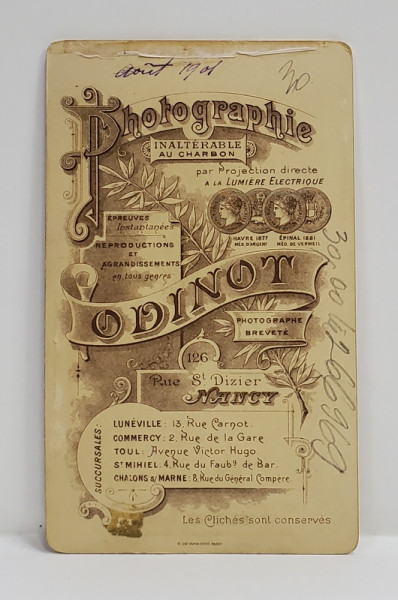 août 1901
30
Photographie
INALTÉRABLE
AU CHARBON
par Projection directe
A LA LUMIÈRE ELECTRIQUE
ÉPREUVES
Instantanées
REPRODUCTIONS
ET
AGRANDISSEMENTS
en tous genres
HAVRE 1877
MÉD. D'ARGENT
ÉPINAL 1881
MÉD. DE VERMEIL
ODINOT
PHOTOGRAPHE
BREVETÉ
126
Rue St Dizier
NANCY
SUCCURSALES:
LUNÉVILLE: 13, Rue Carnot.
COMMERCY: 2, Rue de la Gare
TOUL: Avenue Victor Hugo
ST MIHIEL: 4, Rue du Faubg de Bar.
CHALONS S/ MARNE: 8, Rue du Général Compère.
Les Clichés sont conservés